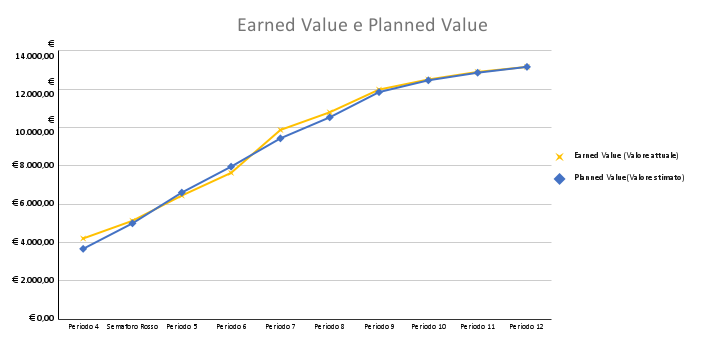 Earned Value e Planned Value
€
14.000,00
€
12.000,00
€
10.000,00
€ 8.000,00
€ 6.000,00
€ 4.000,00
€ 2.000,00
€ 0,00
Periodo 4 Semaforo Rosso Periodo 5 Periodo 6 Periodo 7 Periodo 8 Periodo 9 Periodo 10 Periodo 11 Periodo 12
Earned Value (Valore attuale)
Planned Value(Valore stimato)